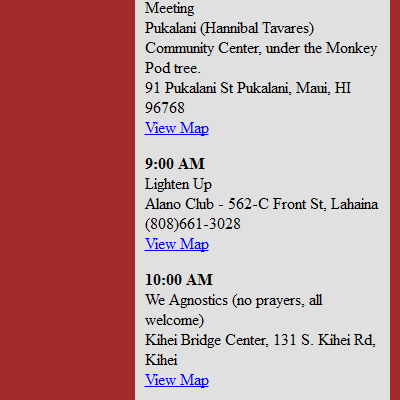 Meeting
Pukalani (Hannibal Tavares)
Community Center, under the Monkey
Pod tree.
91 Pukalani St Pukalani, Maui, HI
96768
View Map
9:00 AM
Lighten Up
Alano Club - 562-C Front St, Lahaina
(808)661-3028
View Map
10:00 AM
We Agnostics (no prayers, all
welcome)
Kihei Bridge Center, 131 S. Kihei Rd,
Kihei
View Map